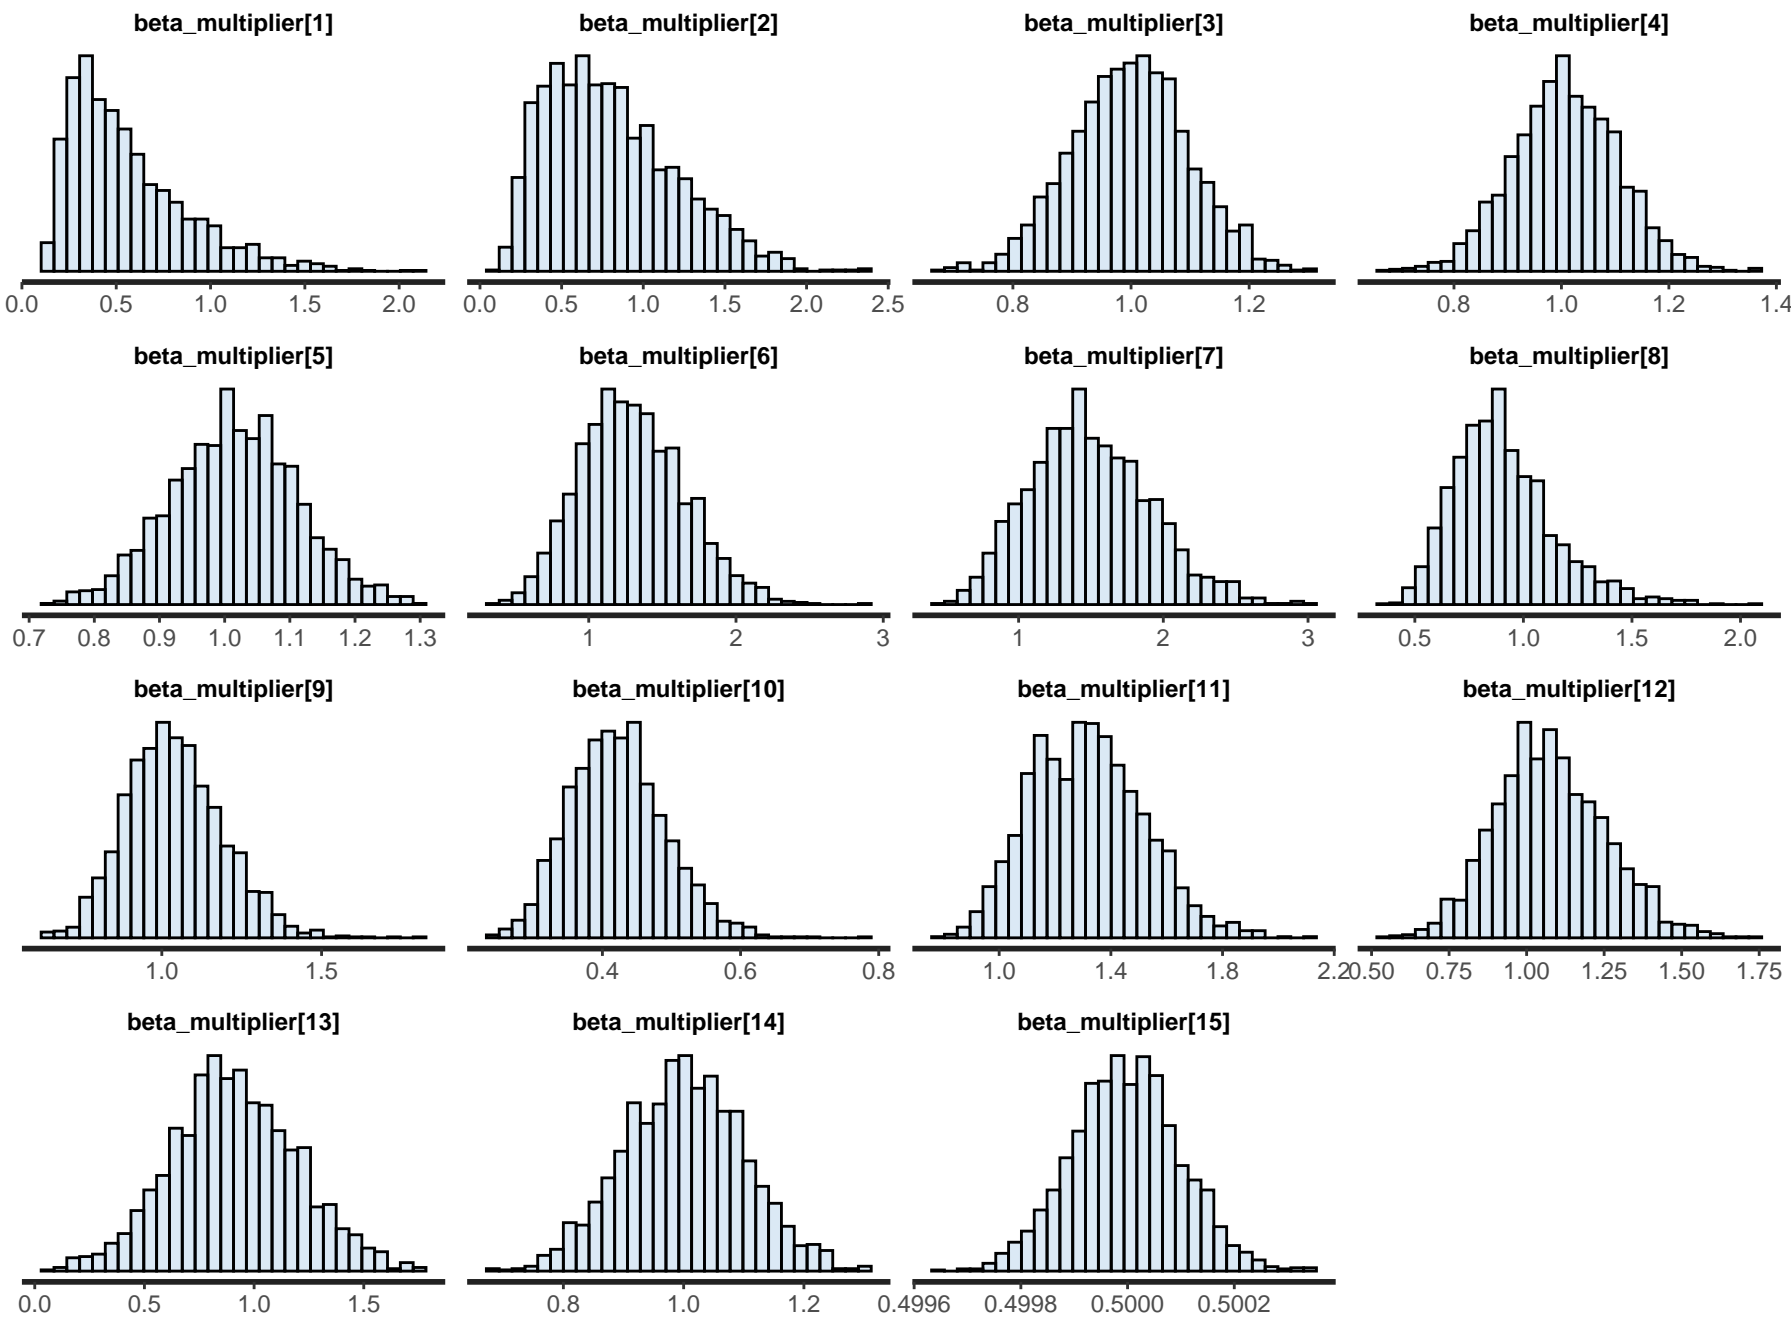 beta_multiplier[1] beta_multiplier[2] beta_multiplier[3] beta_multiplier[4]
0.0 0.5 1.0 1.5 2.0 0.0 0.5 1.0 1.5 2.0 2.5 0.8 1.0 1.2 0.8 1.0 1.2 1.4
beta_multiplier[5] beta_multiplier[6] beta_multiplier[7] beta_multiplier[8]
0.7 0.8 0.9 1.0 1.1 1.2 1.3 1 2 3 1 2 3 0.5 1.0 1.5 2.0
beta_multiplier[9] beta_multiplier[10] beta_multiplier[11] beta_multiplier[12]
1.0 1.5 0.4 0.6 0.8 1.0 1.4 1.8 2.2 0.50 0.75 1.00 1.25 1.50 1.75
beta_multiplier[13] beta_multiplier[14] beta_multiplier[15]
0.0 0.5 1.0 1.5 0.8 1.0 1.2 0.4996 0.4998 0.5000 0.5002